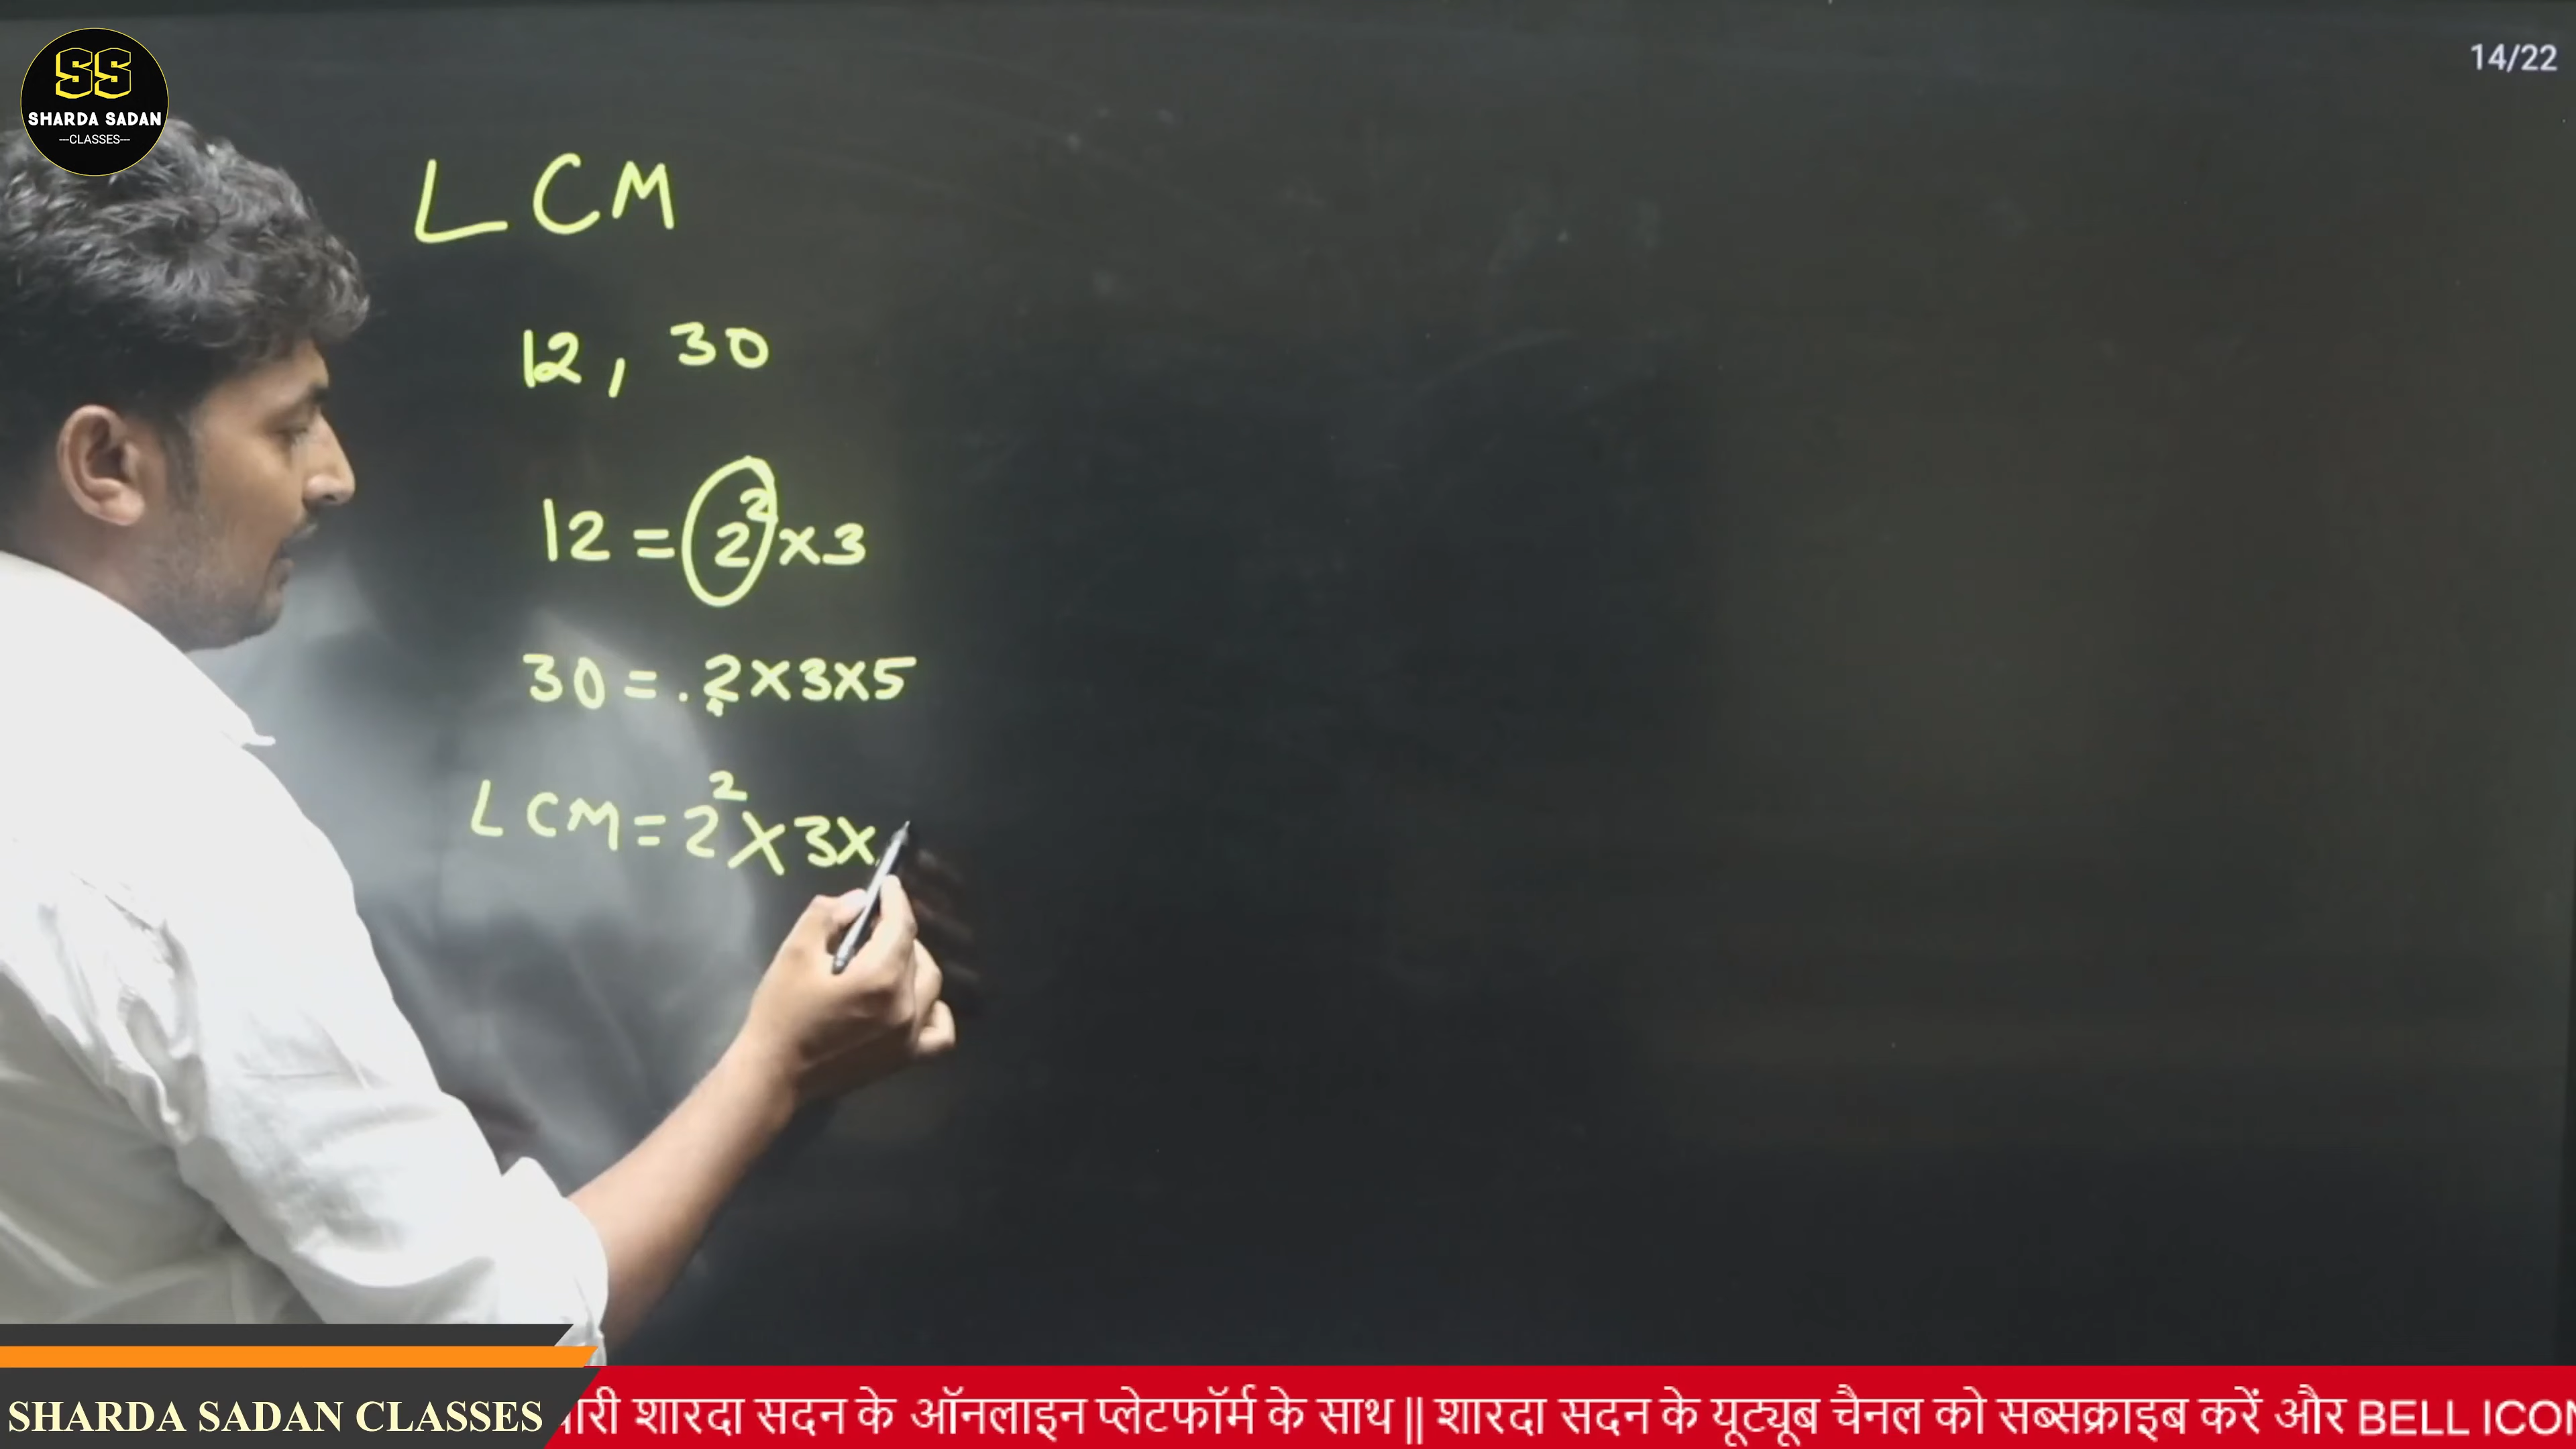 SS
SHARDA SADAN
—CLASSES—
14/22
LCM
12, 30
12 = 2² × 3
30 = . 2 × 3 × 5
LCM = 2² × 3 ×
SHARDA SADAN CLASSES
शारदा सदन के ऑनलाइन प्लेटफॉर्म के साथ || शारदा सदन के यूट्यूब चैनल को सब्सक्राइब करें और BELL ICON